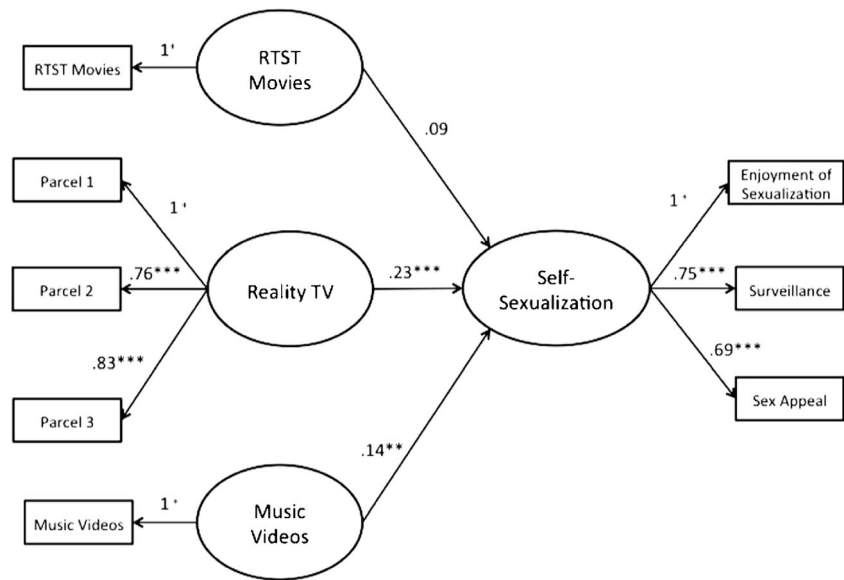 RTST Movies
1⁺
RTST
Movies
.09
Parcel 1
1⁺
Parcel 2
.76***
Reality TV
.23***
Self-
Sexualization
Parcel 3
.83***
Enjoyment of
Sexualization
1⁺
.75***
Surveillance
.69***
Sex Appeal
.14**
Music Videos
1⁺
Music
Videos